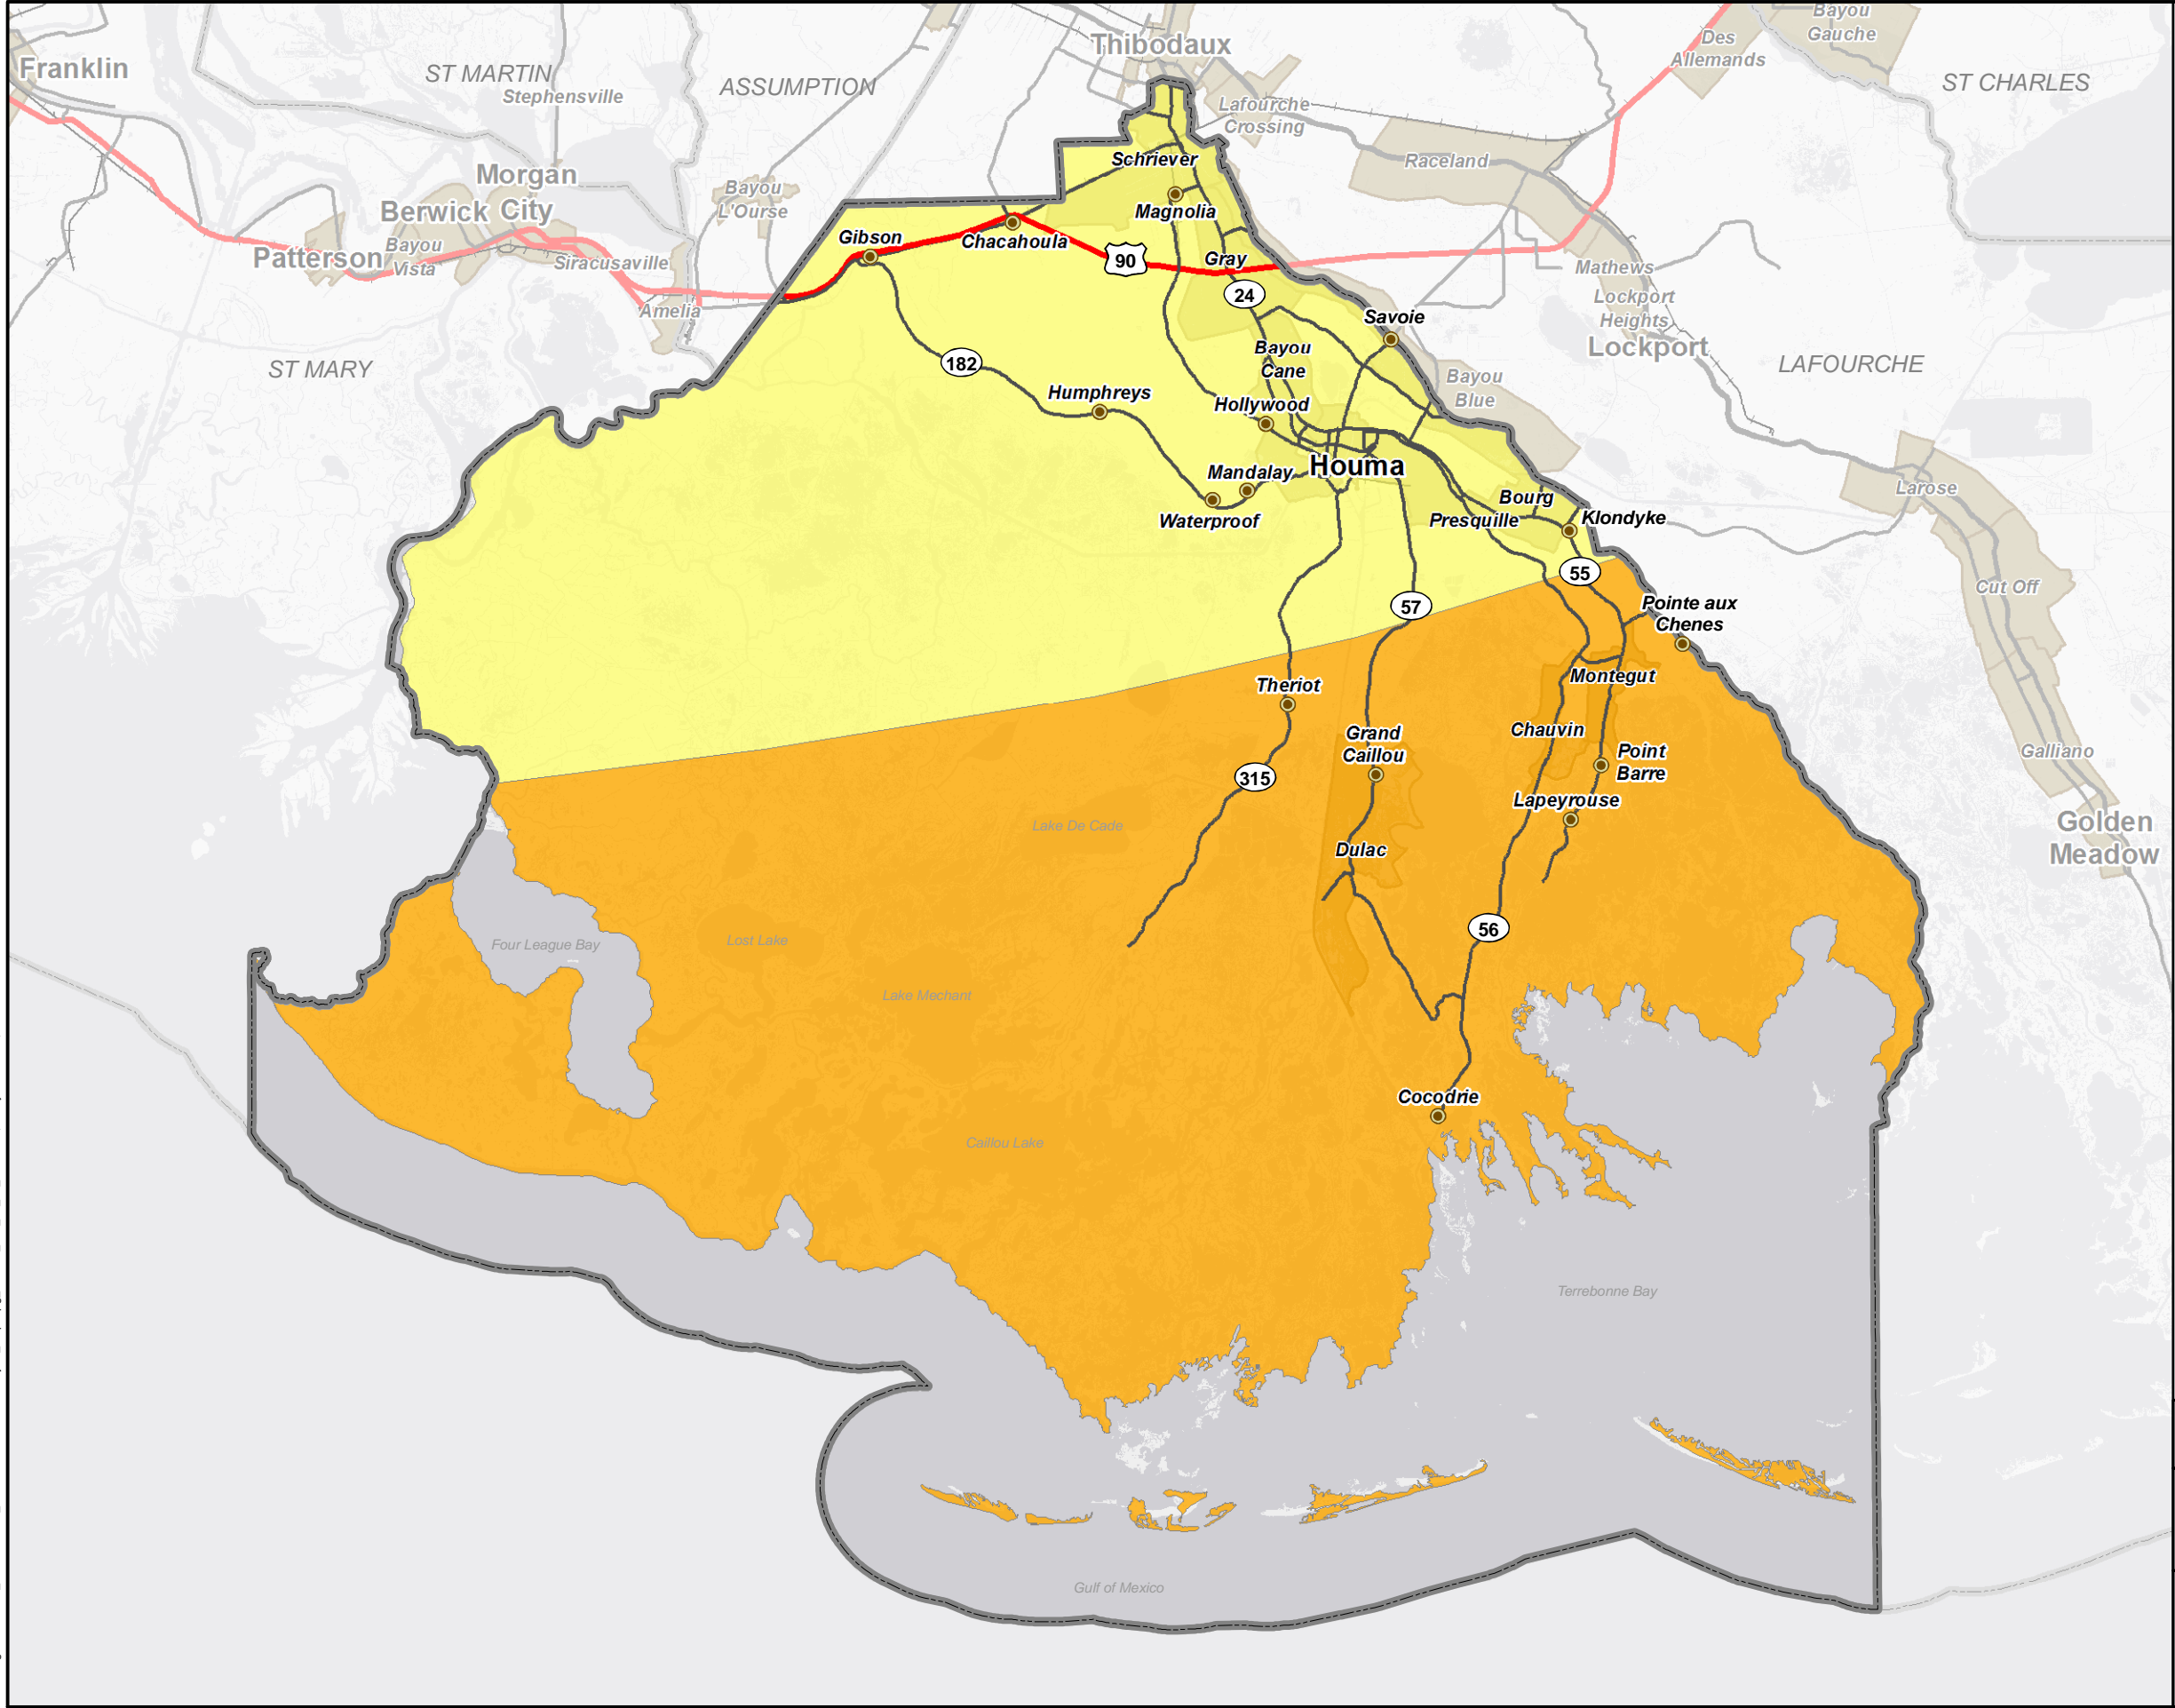 Bayou
Gauche
Des
Allemands
Thibodaux
Franklin
ST MARTIN
Stephensville
ASSUMPTION
ST CHARLES
Lafourche
Crossing
Raceland
Schriever
Morgan
City
Berwick
Bayou
L'Ourse
Magnolia
Patterson
Bayou
Vista
Siracusaville
Gibson
Chacahoula
90
Gray
Mathews
Amelia
24
Lockport
Heights
Lockport
Savoie
ST MARY
182
Bayou
Cane
LAFOURCHE
Bayou
Blue
Humphreys
Hollywood
Houma
Mandalay
Waterproof
Bourg
Presquille
Klondyke
Larose
55
Cut Off
57
Pointe aux
Chenes
Theriot
Montegut
Grand
Caillou
Chauvin
Point
Barre
Galliano
315
Lapeyrouse
Lake De Cade
Golden
Meadow
Dulac
56
Four League Bay
Lost Lake
Lake Mechant
Cocodrie
Caillou Lake
Terrebonne Bay
Gulf of Mexico